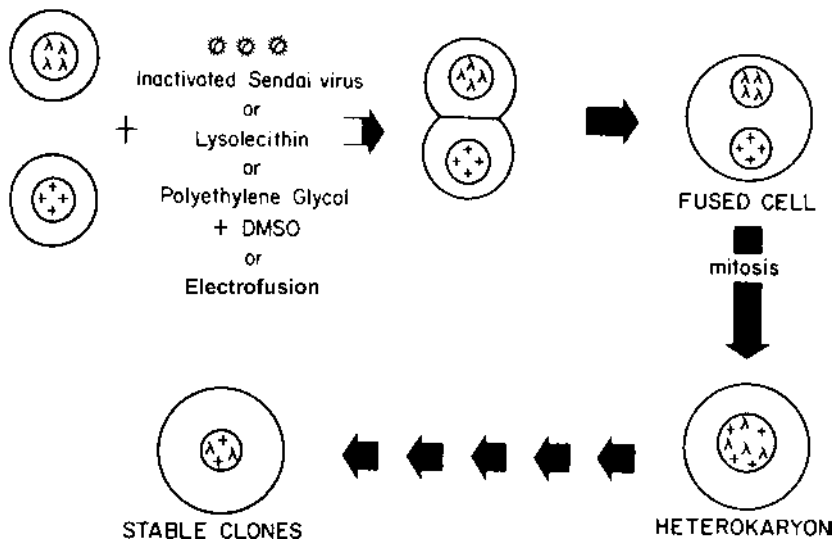 Inactivated Sendai virus
or
Lysolecithin
or
Polyethylene Glycol
+ DMSO
or
Electrofusion
FUSED CELL
mitosis
STABLE CLONES
HETEROKARYON